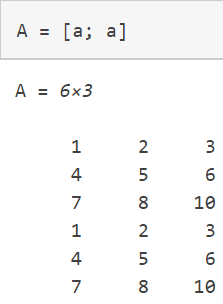 A = [a; a]
A = 6×3
1 2 3
4 5 6
7 8 10
1 2 3
4 5 6
7 8 10